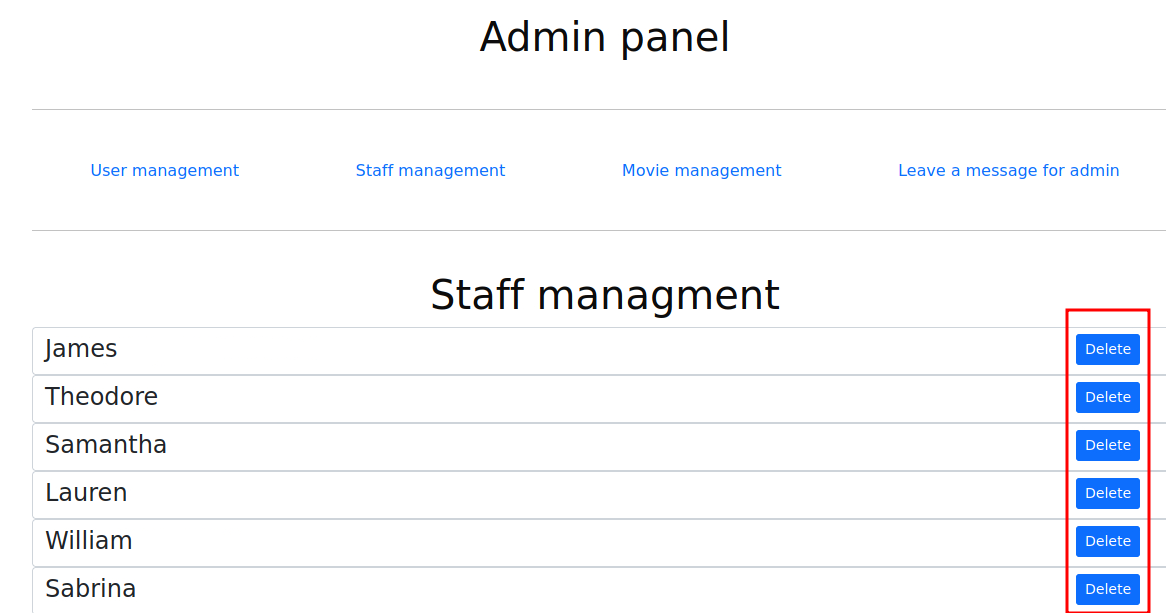 Admin panel
User management Staff management Movie management Leave a message for admin
Staff managment
James Delete
Theodore Delete
Samantha Delete
Lauren Delete
William Delete
Sabrina Delete